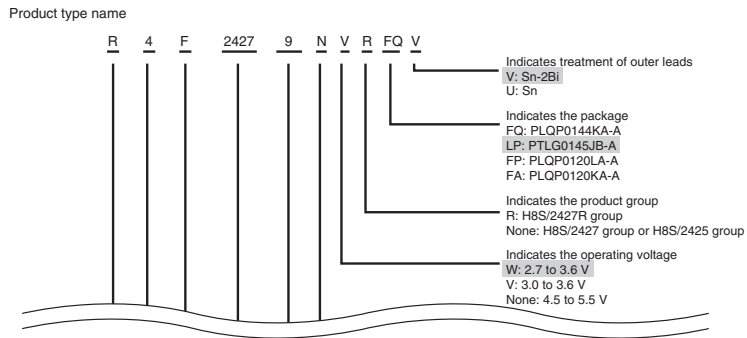 Product type name
R 4 F 2427 9 N V R FQ V
Indicates treatment of outer leads
V: Sn-2Bi
U: Sn
Indicates the package
FQ: PLQP0144KA-A
LP: PTLG0145JB-A
FP: PLQP0120LA-A
FA: PLQP0120KA-A
Indicates the product group
R: H8S/2427R group
None: H8S/2427 group or H8S/2425 group
Indicates the operating voltage
W: 2.7 to 3.6 V
V: 3.0 to 3.6 V
None: 4.5 to 5.5 V